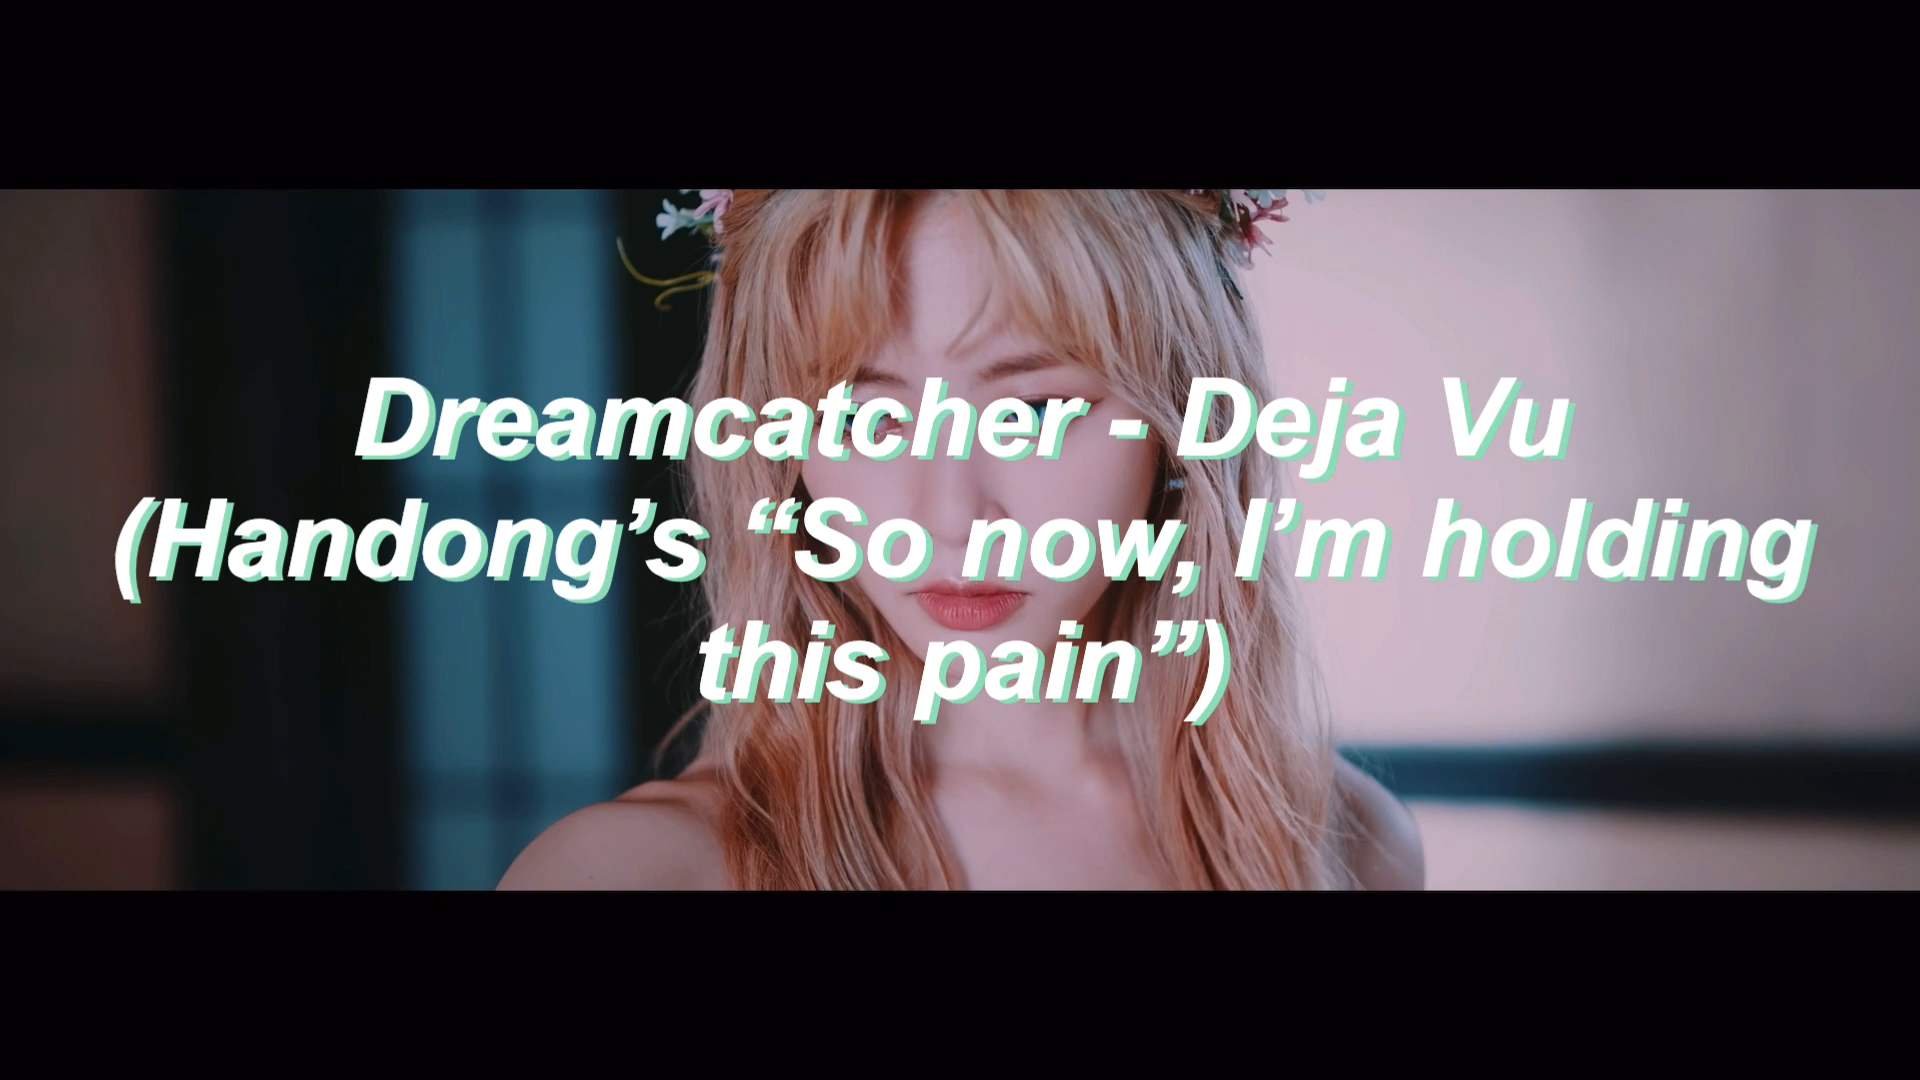 Dreamcatcher - Deja Vu
(Handong’s “So now, I’m holding
this pain”)